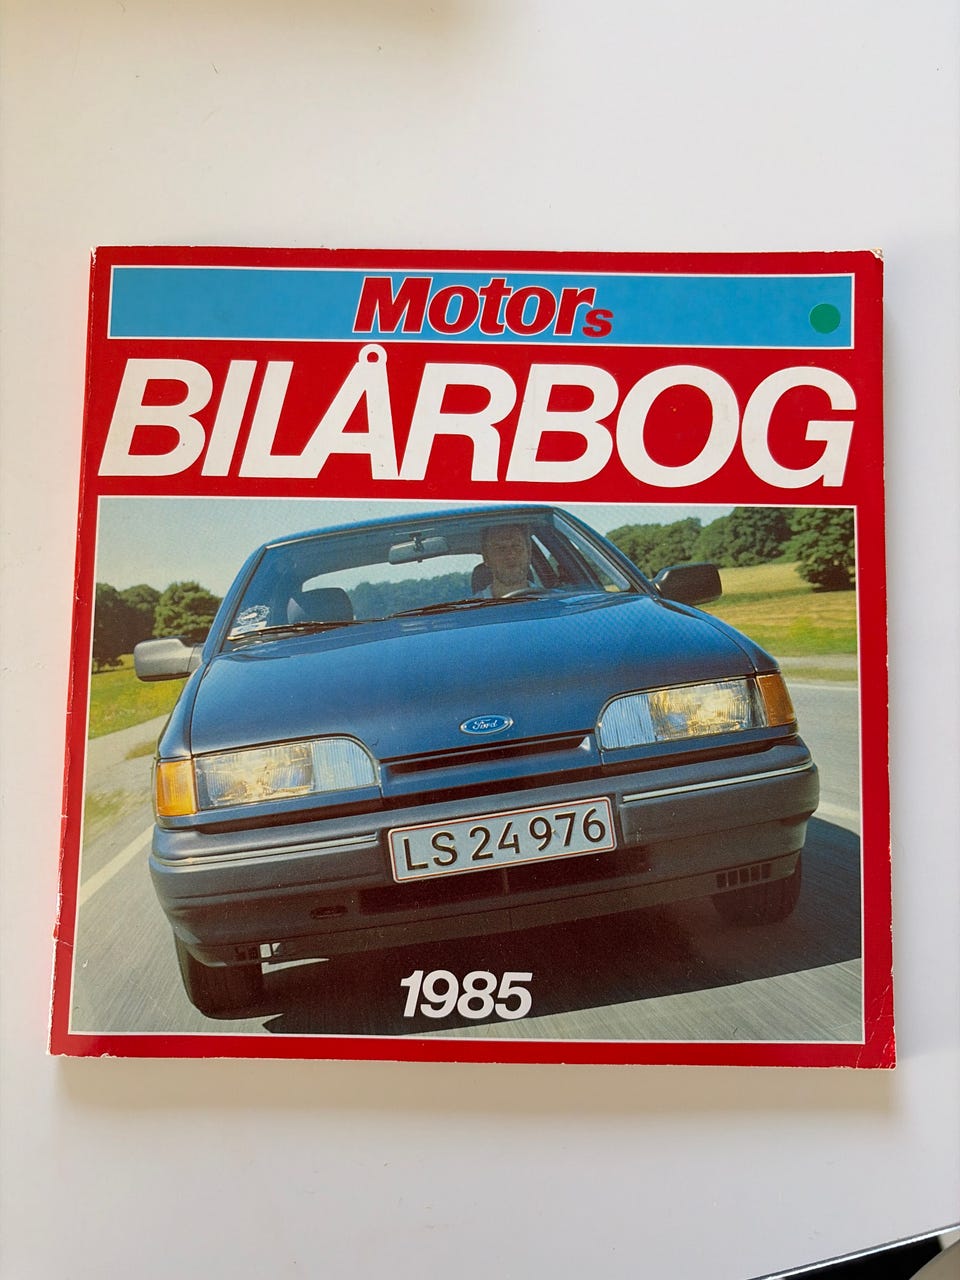 Motors
BILÅRBOG
Ford
LS 24 976
1985